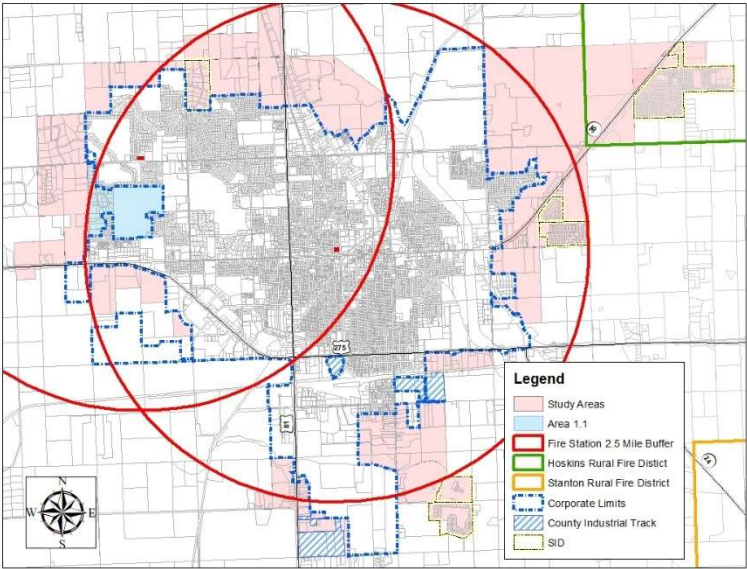 275
81
24
N
W
E
S
Legend
Study Areas
Area 1.1
Fire Station 2.5 Mile Buffer
Hoskins Rural Fire Distict
Stanton Rural Fire District
Corporate Limits
County Industrial Track
SID